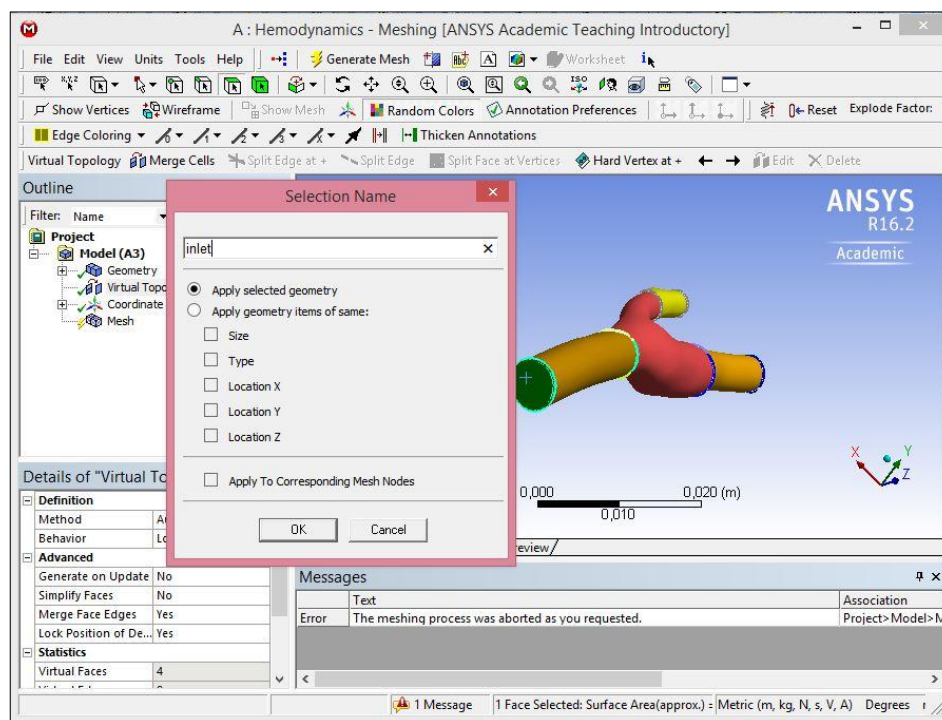 A : Hemodynamics - Meshing [ANSYS Academic Teaching Introductory]
File Edit View Units Tools Help Generate Mesh Worksheet
Show Vertices Wireframe Show Mesh Random Colors Annotation Preferences Reset Explode Factor:
Edge Coloring Thicken Annotations
Virtual Topology Merge Cells Split Edge at + Split Edge Split Face at Vertices Hard Vertex at + Edit Delete
Outline
Filter: Name
Project
Model (A3)
Geometry
Virtual Topo
Coordinate
Mesh
Selection Name
inlet
Apply selected geometry
Apply geometry items of same:
Size
Type
Location X
Location Y
Location Z
Apply To Corresponding Mesh Nodes
OK Cancel
ANSYS
R16.2
Academic
X Y Z
0,000 0,020 (m)
0,010
Details of "Virtual To
Definition
Method
Behavior
Advanced
Generate on Update No
Simplify Faces No
Merge Face Edges Yes
Lock Position of De... Yes
Statistics
Virtual Faces 4
Messages
Text Association
Error The meshing process was aborted as you requested. Project>Model>M
1 Message 1 Face Selected: Surface Area(approx.) = Metric (m, kg, N, s, V, A) Degrees